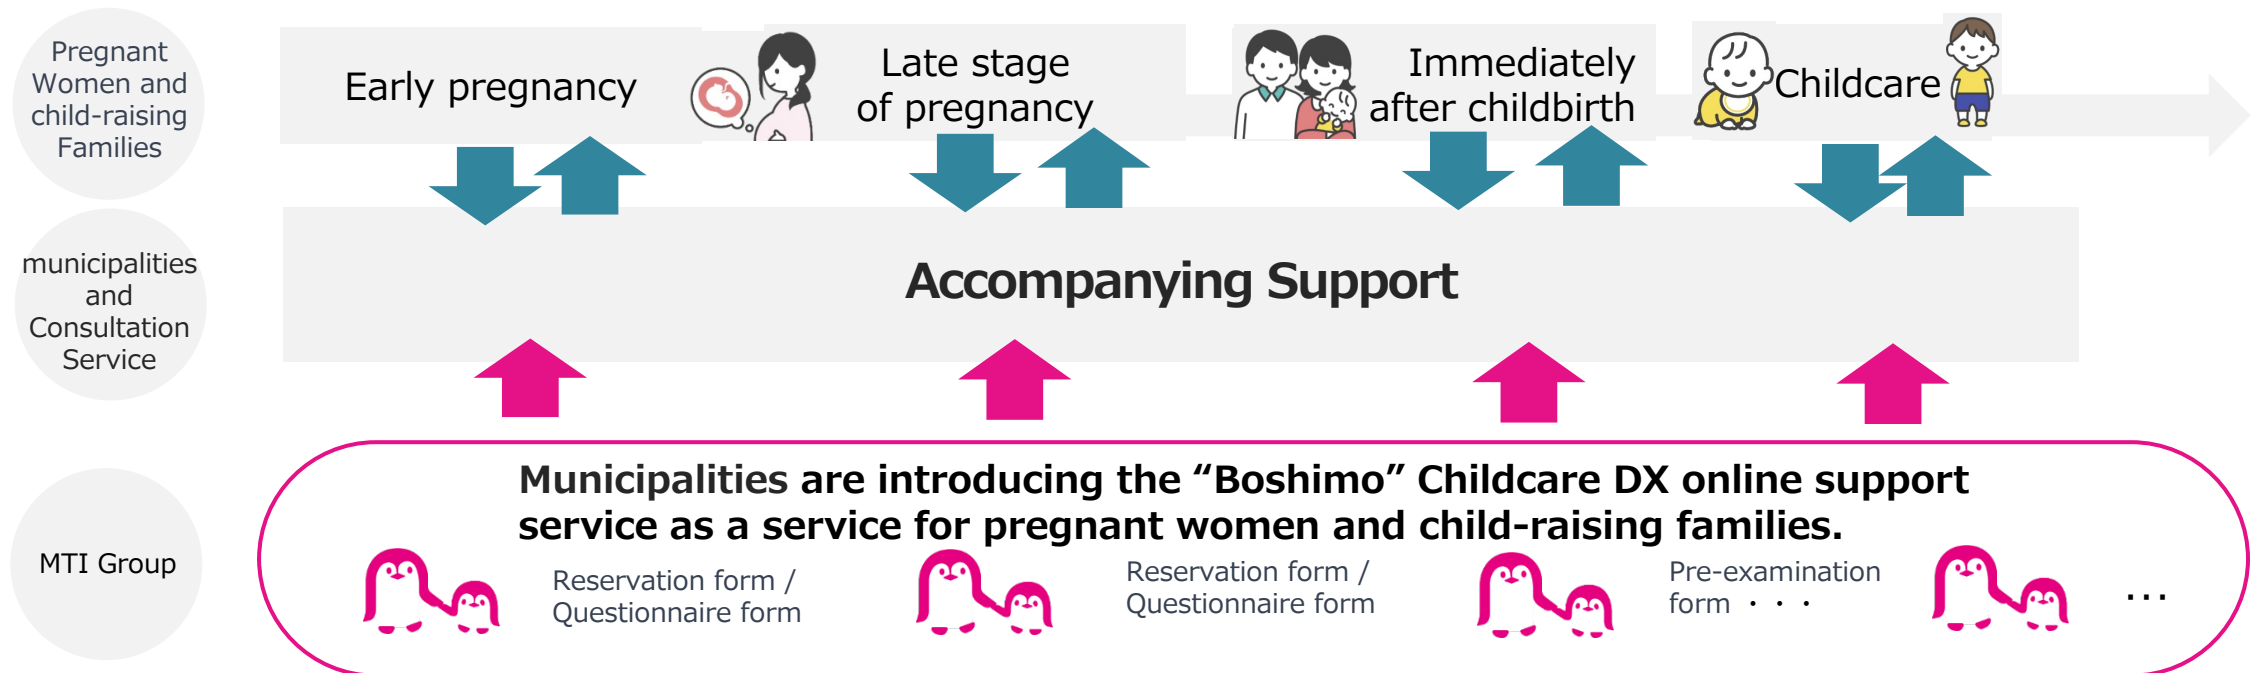 Pregnant
Women and
child-raising
Families
Early pregnancy
Late stage
of pregnancy
Immediately
after childbirth
Childcare
municipalities
and
Consultation
Service
Accompanying Support
MTI Group
Municipalities are introducing the “Boshimo” Childcare DX online support
service as a service for pregnant women and child-raising families.
Reservation form /
Questionnaire form
Reservation form /
Questionnaire form
Pre-examination
form ・・・
…